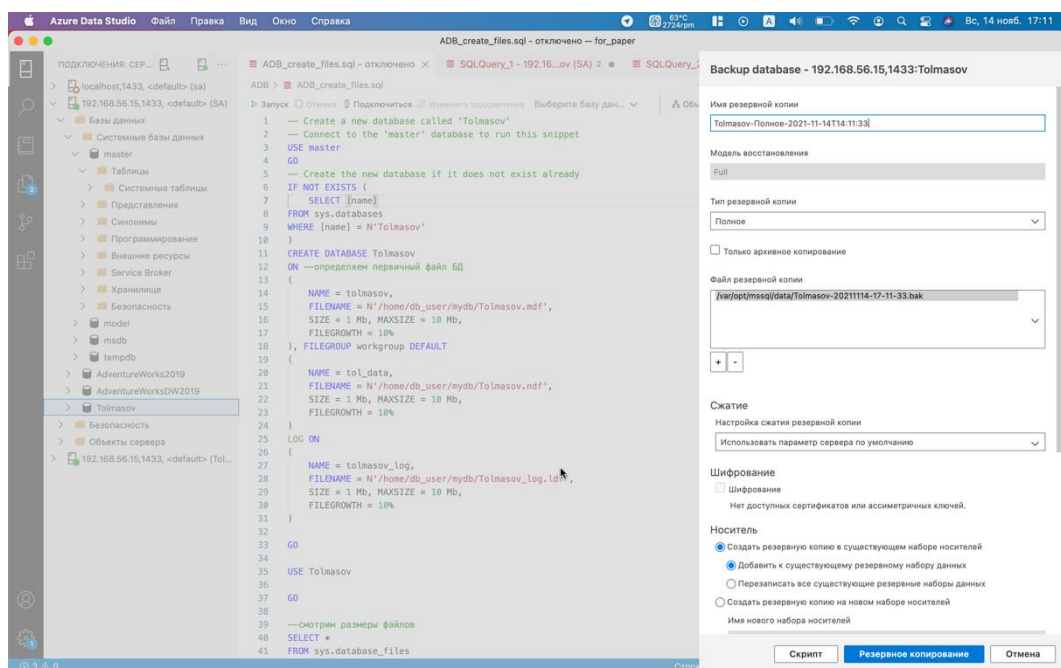 Azure Data Studio Файл Правка Вид Окно Справка
63°C
2724rpm
Вс, 14 нояб. 17:11
ADB_create_files.sql - отключено — for_paper
ПОДКЛЮЧЕНИЯ: СЕР...
localhost,1433, <default> (sa)
192.168.56.15,1433, <default> (SA)
Базы данных
Системные базы данных
master
Таблицы
Системные таблицы
Представления
Синонимы
Программирование
Внешние ресурсы
Service Broker
Хранилище
Безопасность
model
msdb
tempdb
AdventureWorks2019
AdventureWorksDW2019
Tolmasov
Безопасность
Объекты сервера
192.168.56.15,1433, <default> (Tol...
ADB_create_files.sql - отключено
SQLQuery_1 - 192.16...ov (SA) 2
SQLQuery_2
ADB > ADB_create_files.sql
Запуск Отмена Подключиться Изменить подключение Выберите базу дан... Объ
1 -- Create a new database called 'Tolmasov'
2 -- Connect to the 'master' database to run this snippet
3 USE master
4 GO
5 -- Create the new database if it does not exist already
6 IF NOT EXISTS (
7 SELECT [name]
8 FROM sys.databases
9 WHERE [name] = N'Tolmasov'
10 )
11 CREATE DATABASE Tolmasov
12 ON --определяем первичный файл БД
13 (
14 NAME = tolmasov,
15 FILENAME = N'/home/db_user/mydb/Tolmasov.mdf',
16 SIZE = 1 Mb, MAXSIZE = 10 Mb,
17 FILEGROWTH = 10%
18 ), FILEGROUP workgroup DEFAULT
19 (
20 NAME = tol_data,
21 FILENAME = N'/home/db_user/mydb/Tolmasov.ndf',
22 SIZE = 1 Mb, MAXSIZE = 10 Mb,
23 FILEGROWTH = 10%
24 )
25 LOG ON
26 (
27 NAME = tolmasov_log,
28 FILENAME = N'/home/db_user/mydb/Tolmasov_log.ldf',
29 SIZE = 1 Mb, MAXSIZE = 10 Mb,
30 FILEGROWTH = 10%
31 )
32
33 GO
34
35 USE Tolmasov
36
37 GO
38
39 --смотрим размеры файлов
40 SELECT *
41 FROM sys.database_files
Backup database - 192.168.56.15,1433:Tolmasov
Имя резервной копии
Tolmasov-Полное-2021-11-14T14:11:33
Модель восстановления
Full
Тип резервной копии
Полное
Только архивное копирование
Файл резервной копии
/var/opt/mssql/data/Tolmasov-20211114-17-11-33.bak
+ -
Сжатие
Настройка сжатия резервной копии
Использовать параметр сервера по умолчанию
Шифрование
Шифрование
Нет доступных сертификатов или ассиметричных ключей.
Носитель
Создать резервную копию в существующем наборе носителей
Добавить к существующему резервному набору данных
Перезаписать все существующие резервные наборы данных
Создать резервную копию на новом наборе носителей
Имя нового набора носителей
Скрипт Резервное копирование Отмена